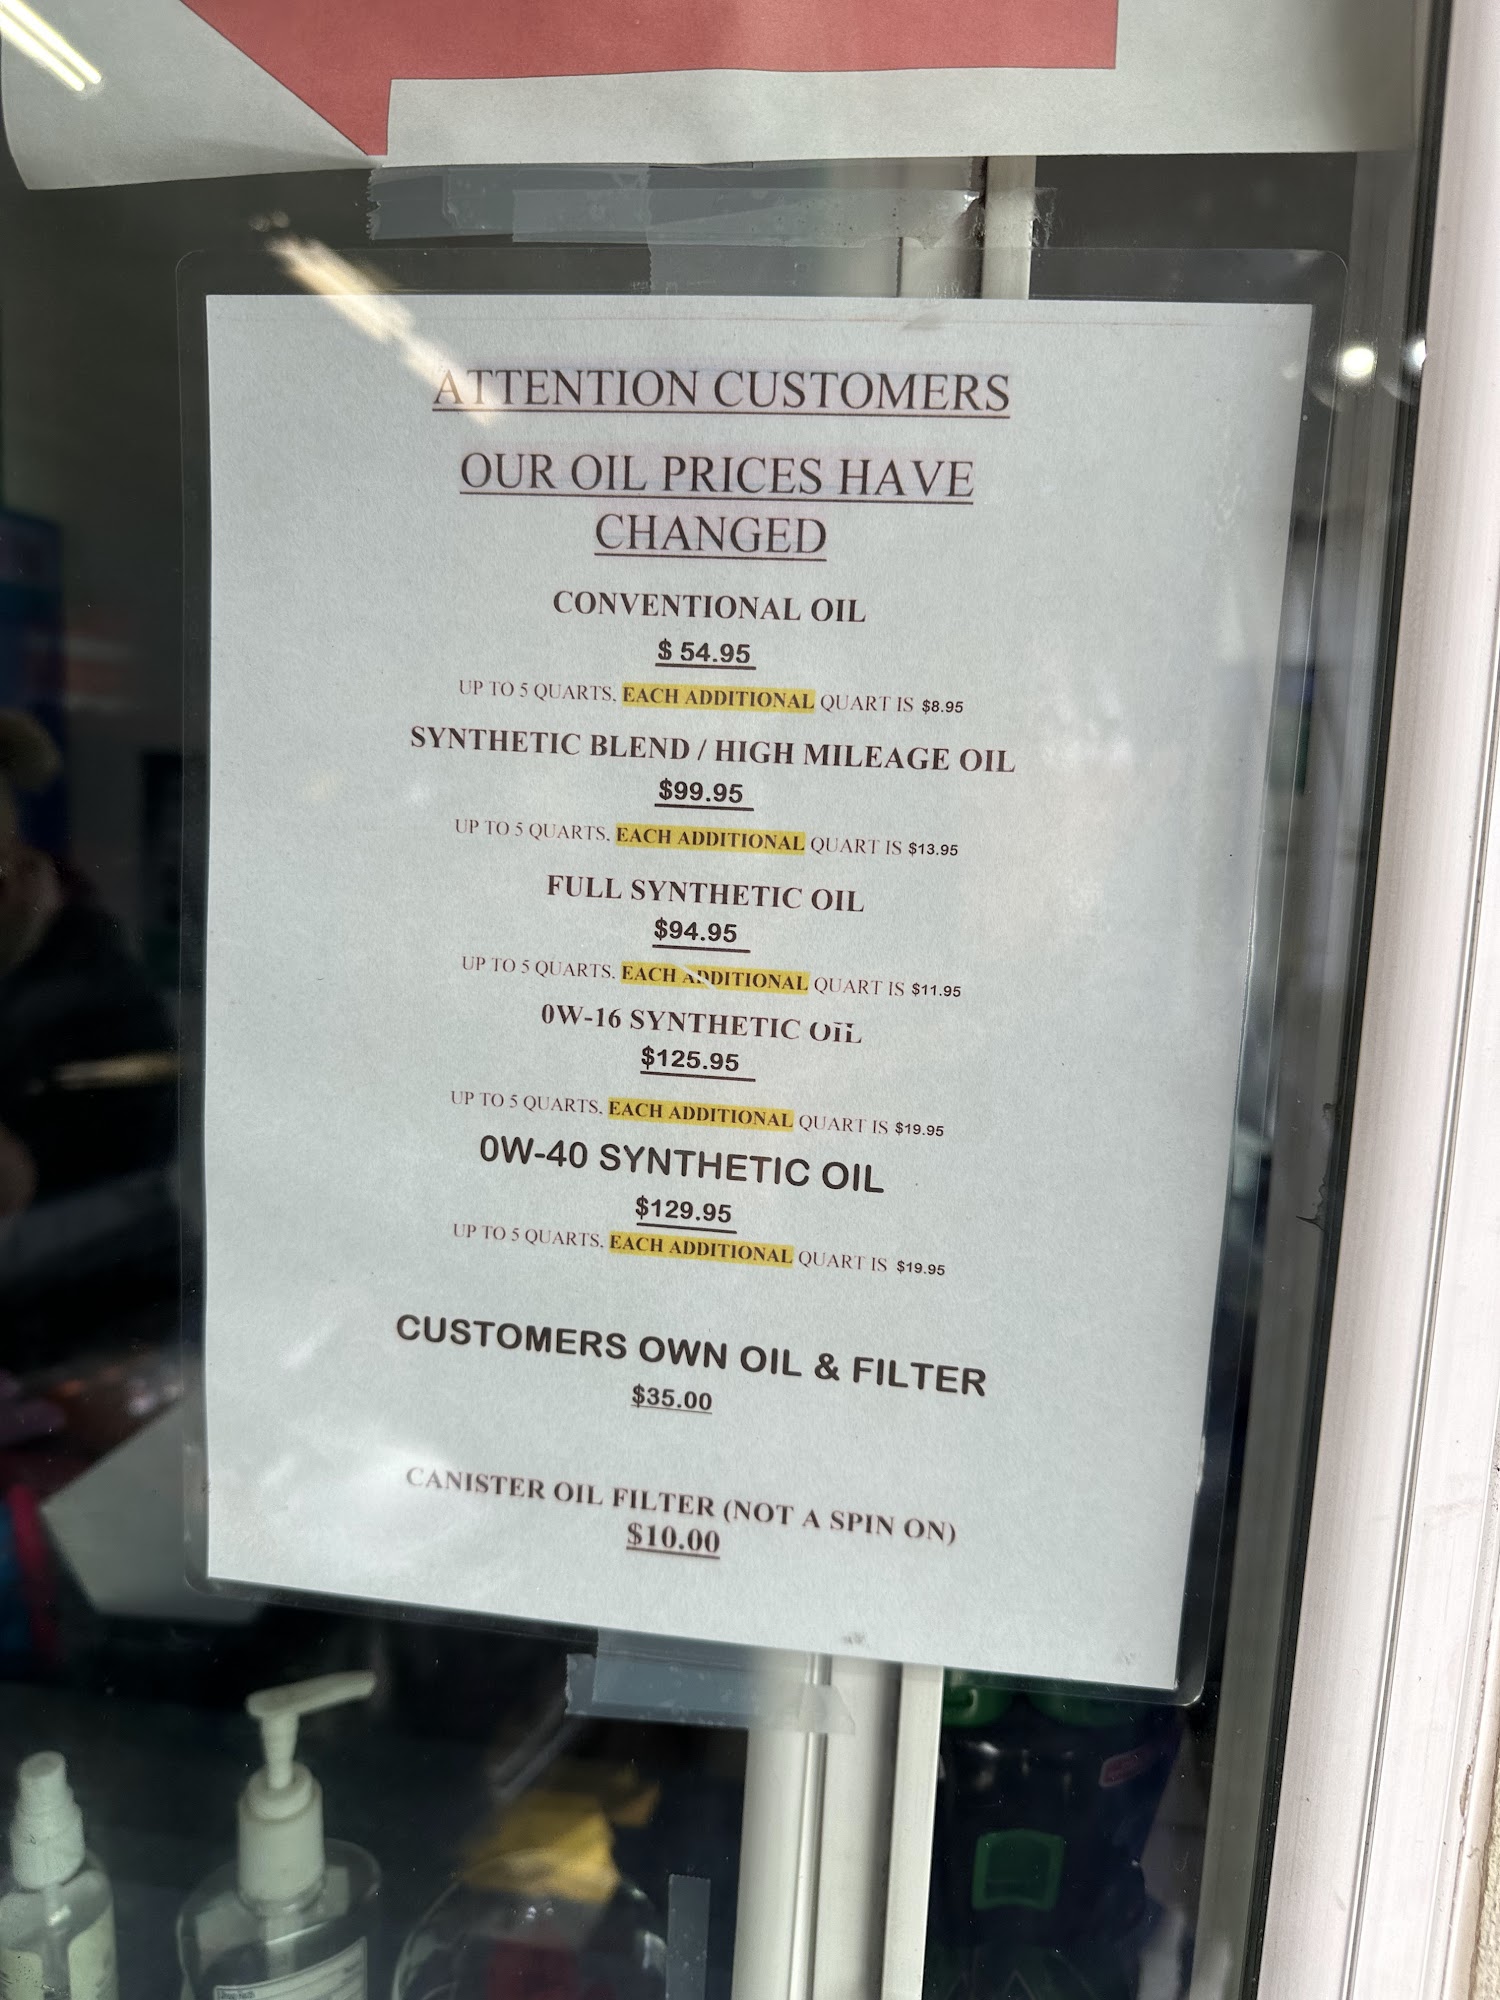 ATTENTION CUSTOMERS
OUR OIL PRICES HAVE
CHANGED
CONVENTIONAL OIL
$ 54.95
UP TO 5 QUARTS. EACH ADDITIONAL QUART IS $8.95
SYNTHETIC BLEND / HIGH MILEAGE OIL
$99.95
UP TO 5 QUARTS. EACH ADDITIONAL QUART IS $13.95
FULL SYNTHETIC OIL
$94.95
UP TO 5 QUARTS. EACH ADDITIONAL QUART IS $11.95
0W-16 SYNTHETIC OIL
$125.95
UP TO 5 QUARTS. EACH ADDITIONAL QUART IS $19.95
0W-40 SYNTHETIC OIL
$129.95
UP TO 5 QUARTS. EACH ADDITIONAL QUART IS $19.95
CUSTOMERS OWN OIL & FILTER
$35.00
CANISTER OIL FILTER (NOT A SPIN ON)
$10.00